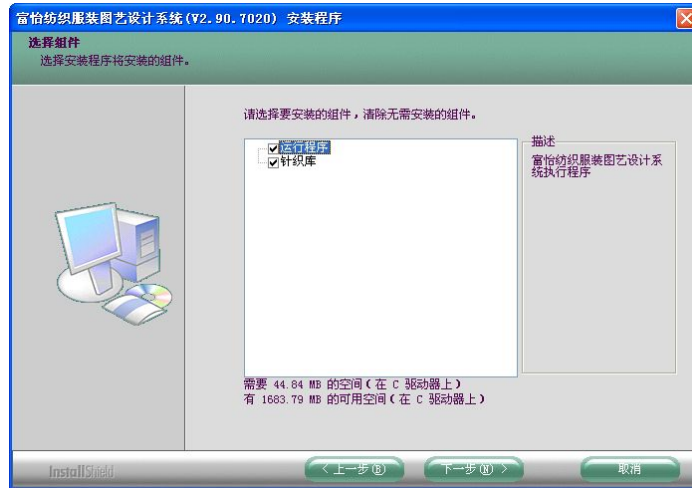 富怡纺织服装图艺设计系统(V2.90.7020) 安装程序
选择组件
选择安装程序将安装的组件。
请选择要安装的组件，清除无需安装的组件。
运行程序
针织库
描述
富怡纺织服装图艺设计系
统执行程序
需要 44.84 MB 的空间(在 C 驱动器上)
有 1683.79 MB 的可用空间(在 C 驱动器上)
InstallShield
< 上一步(B)
下一步(N) >
取消